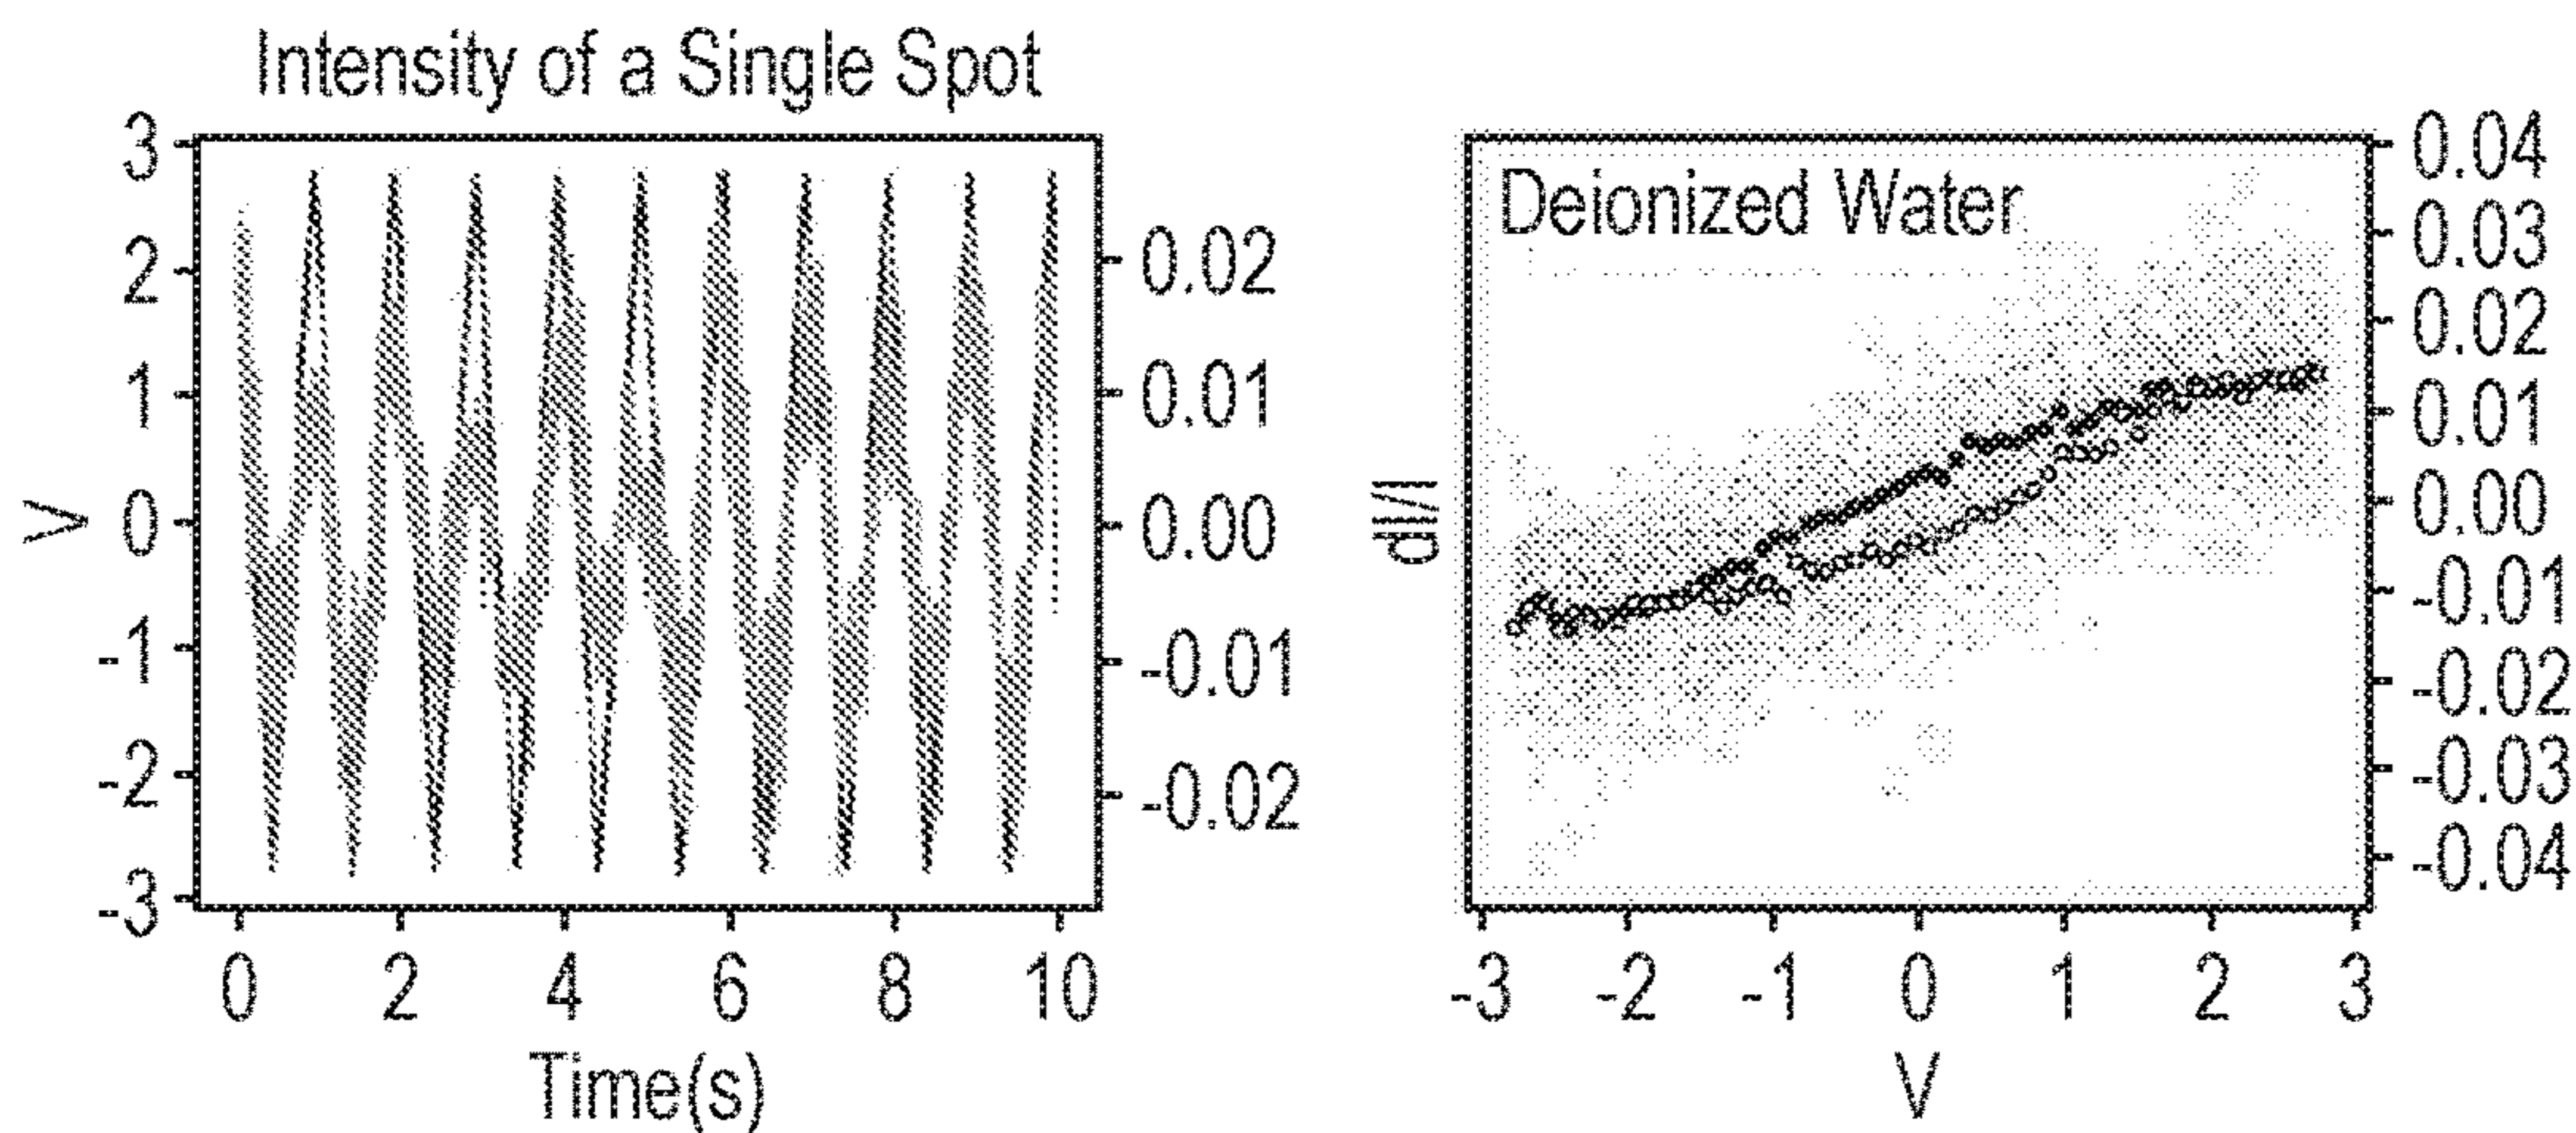 Intensity of a Single Spot
3
2
1
0
-1
-2
-3
V
0.02
0.01
0.00
-0.01
-0.02
0 2 4 6 8 10
Time(s)
Deionized Water
dI/I
0.04
0.03
0.02
0.01
0.00
-0.01
-0.02
-0.03
-0.04
-3 -2 -1 0 1 2 3
V